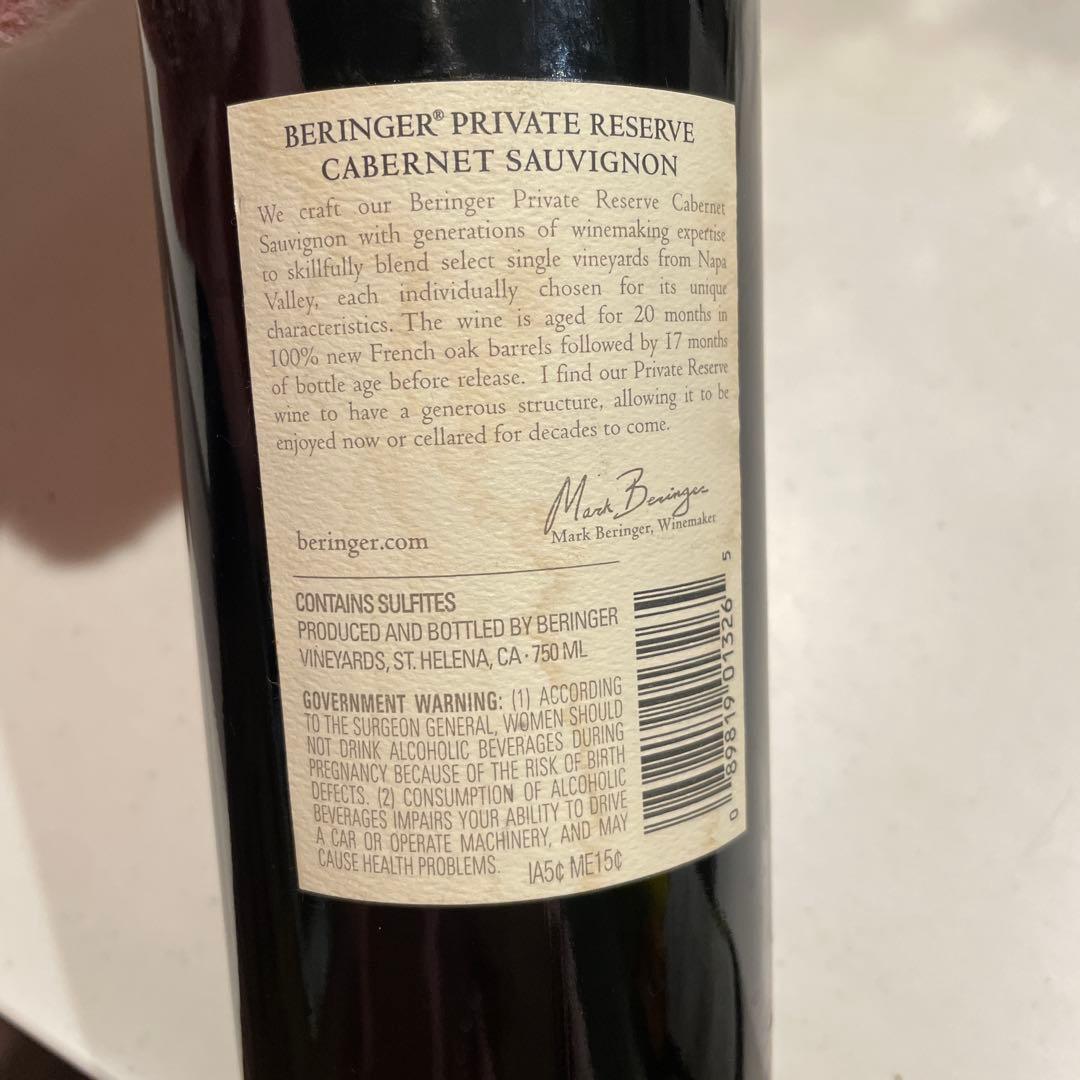 BERINGER® PRIVATE RESERVE
CABERNET SAUVIGNON
We craft our Beringer Private Reserve Cabernet
Sauvignon with generations of winemaking expertise
to skillfully blend select single vineyards from Napa
Valley, each individually chosen for its unique
characteristics. The wine is aged for 20 months in
100% new French oak barrels followed by 17 months
of bottle age before release. I find our Private Reserve
wine to have a generous structure, allowing it to be
enjoyed now or cellared for decades to come.
Mark Beringer
Mark Beringer, Winemaker
beringer.com
CONTAINS SULFITES
PRODUCED AND BOTTLED BY BERINGER
VINEYARDS, ST. HELENA, CA · 750 ML
GOVERNMENT WARNING: (1) ACCORDING
TO THE SURGEON GENERAL, WOMEN SHOULD
NOT DRINK ALCOHOLIC BEVERAGES DURING
PREGNANCY BECAUSE OF THE RISK OF BIRTH
DEFECTS. (2) CONSUMPTION OF ALCOHOLIC
BEVERAGES IMPAIRS YOUR ABILITY TO DRIVE
A CAR OR OPERATE MACHINERY, AND MAY
CAUSE HEALTH PROBLEMS. IA5¢ ME15¢
0 89819 01326 5